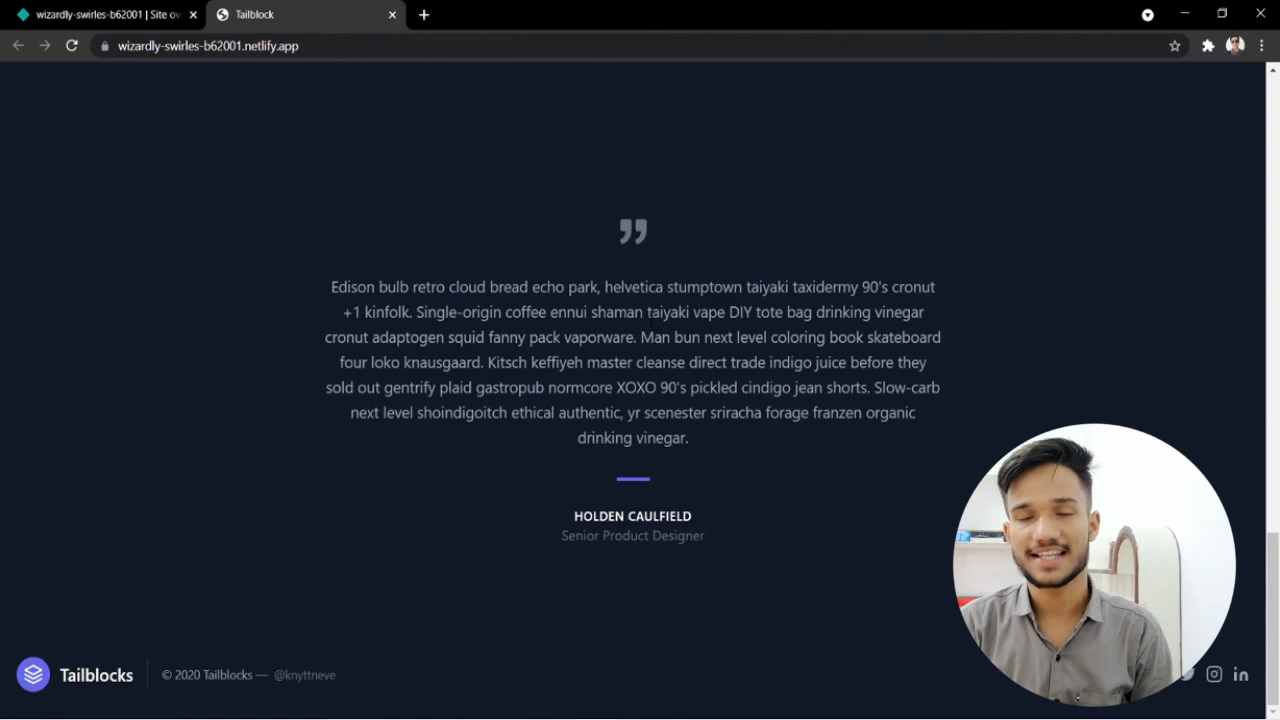 wizardly-swirles-b62001 | Site ov
Tailblock
wizardly-swirles-b62001.netlify.app
Edison bulb retro cloud bread echo park, helvetica stumptown taiyaki taxidermy 90's cronut
+1 kinfolk. Single-origin coffee ennui shaman taiyaki vape DIY tote bag drinking vinegar
cronut adaptogen squid fanny pack vaporware. Man bun next level coloring book skateboard
four loko knausgaard. Kitsch keffiyeh master cleanse direct trade indigo juice before they
sold out gentrify plaid gastropub normcore XOXO 90's pickled cindigo jean shorts. Slow-carb
next level shoindigoitch ethical authentic, yr scenester sriracha forage franzen organic
drinking vinegar.
HOLDEN CAULFIELD
Senior Product Designer
Tailblocks
© 2020 Tailblocks — @knyttneve